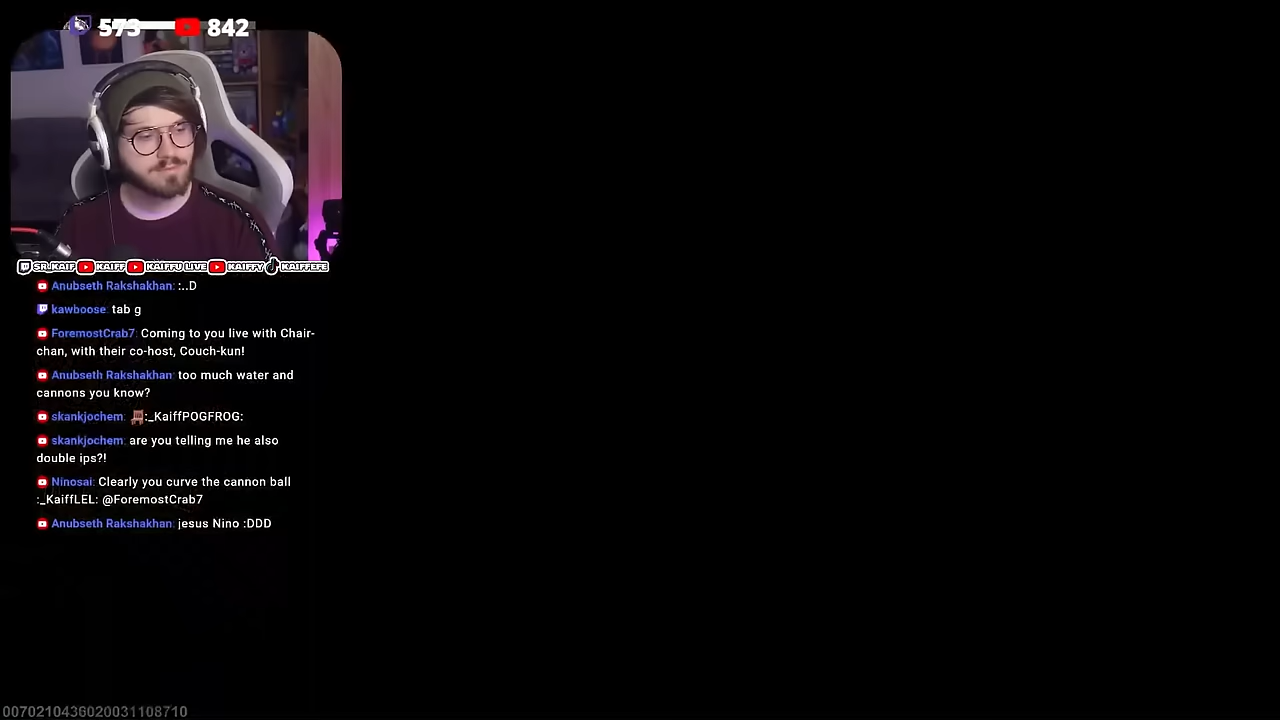 573 842
SR_KAIF KAIFF KAIFFU LIVE KAIFFY KAIFFEFE
Anubseth Rakshakhan: :..D
kawboose: tab g
ForemostCrab7: Coming to you live with Chair-
chan, with their co-host, Couch-kun!
Anubseth Rakshakhan: too much water and
cannons you know?
skankjochem: :_KaiffPOGFROG:
skankjochem: are you telling me he also
double ips?!
Ninosai: Clearly you curve the cannon ball
:_KaiffLEL: @ForemostCrab7
Anubseth Rakshakhan: jesus Nino :DDD
0070210436020031108710